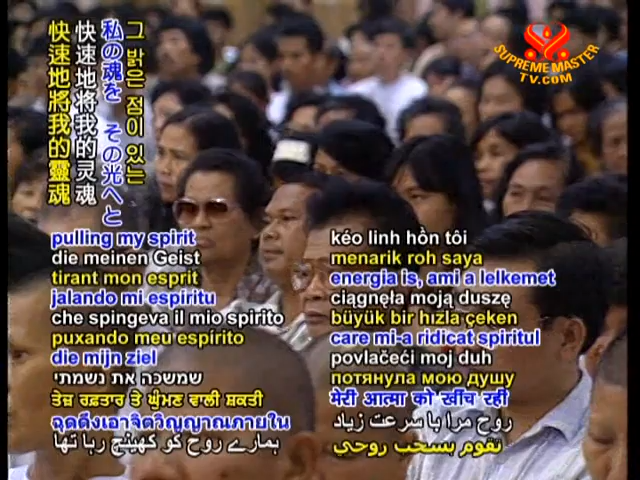 SUPREME MASTER
TV.COM
그 밝은 점이 있는
私の魂を その光へと
快速地将我的灵魂
快速地將我的靈魂
pulling my spirit
die meinen Geist
tirant mon esprit
jalando mi espíritu
che spingeva il mio spirito
puxando meu espírito
die mijn ziel
שמשכה את נשמתי
ਤੇਜ਼ ਰਫ਼ਤਾਰ ਤੇ ਘੁੰਮਣ ਵਾਲੀ ਸ਼ਕਤੀ
ฉุดดึงเอาจิตวิญญาณภายใน
ہمارے روح کو کھینچ رہا تھا
kéo linh hồn tôi
menarik roh saya
energia is, ami a lelkemet
ciągnęła moją duszę
büyük bir hızla çeken
care mi-a ridicat spiritul
povlačeći moj duh
потянула мою душу
मेरी आत्मा को खींच रही
روح مرا با سرعت زیاد
تقوم بسحب روحي